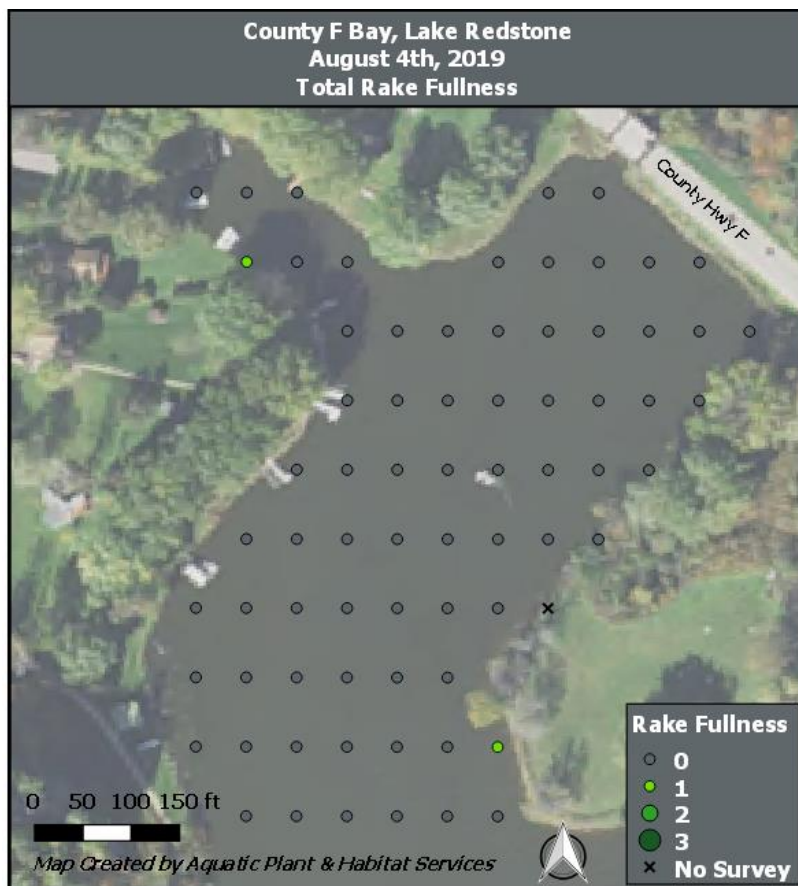 County F Bay, Lake Redstone
August 4th, 2019
Total Rake Fullness
County Hwy F
Rake Fullness
0
1
2
3
No Survey
0 50 100 150 ft
Map Created by Aquatic Plant & Habitat Services